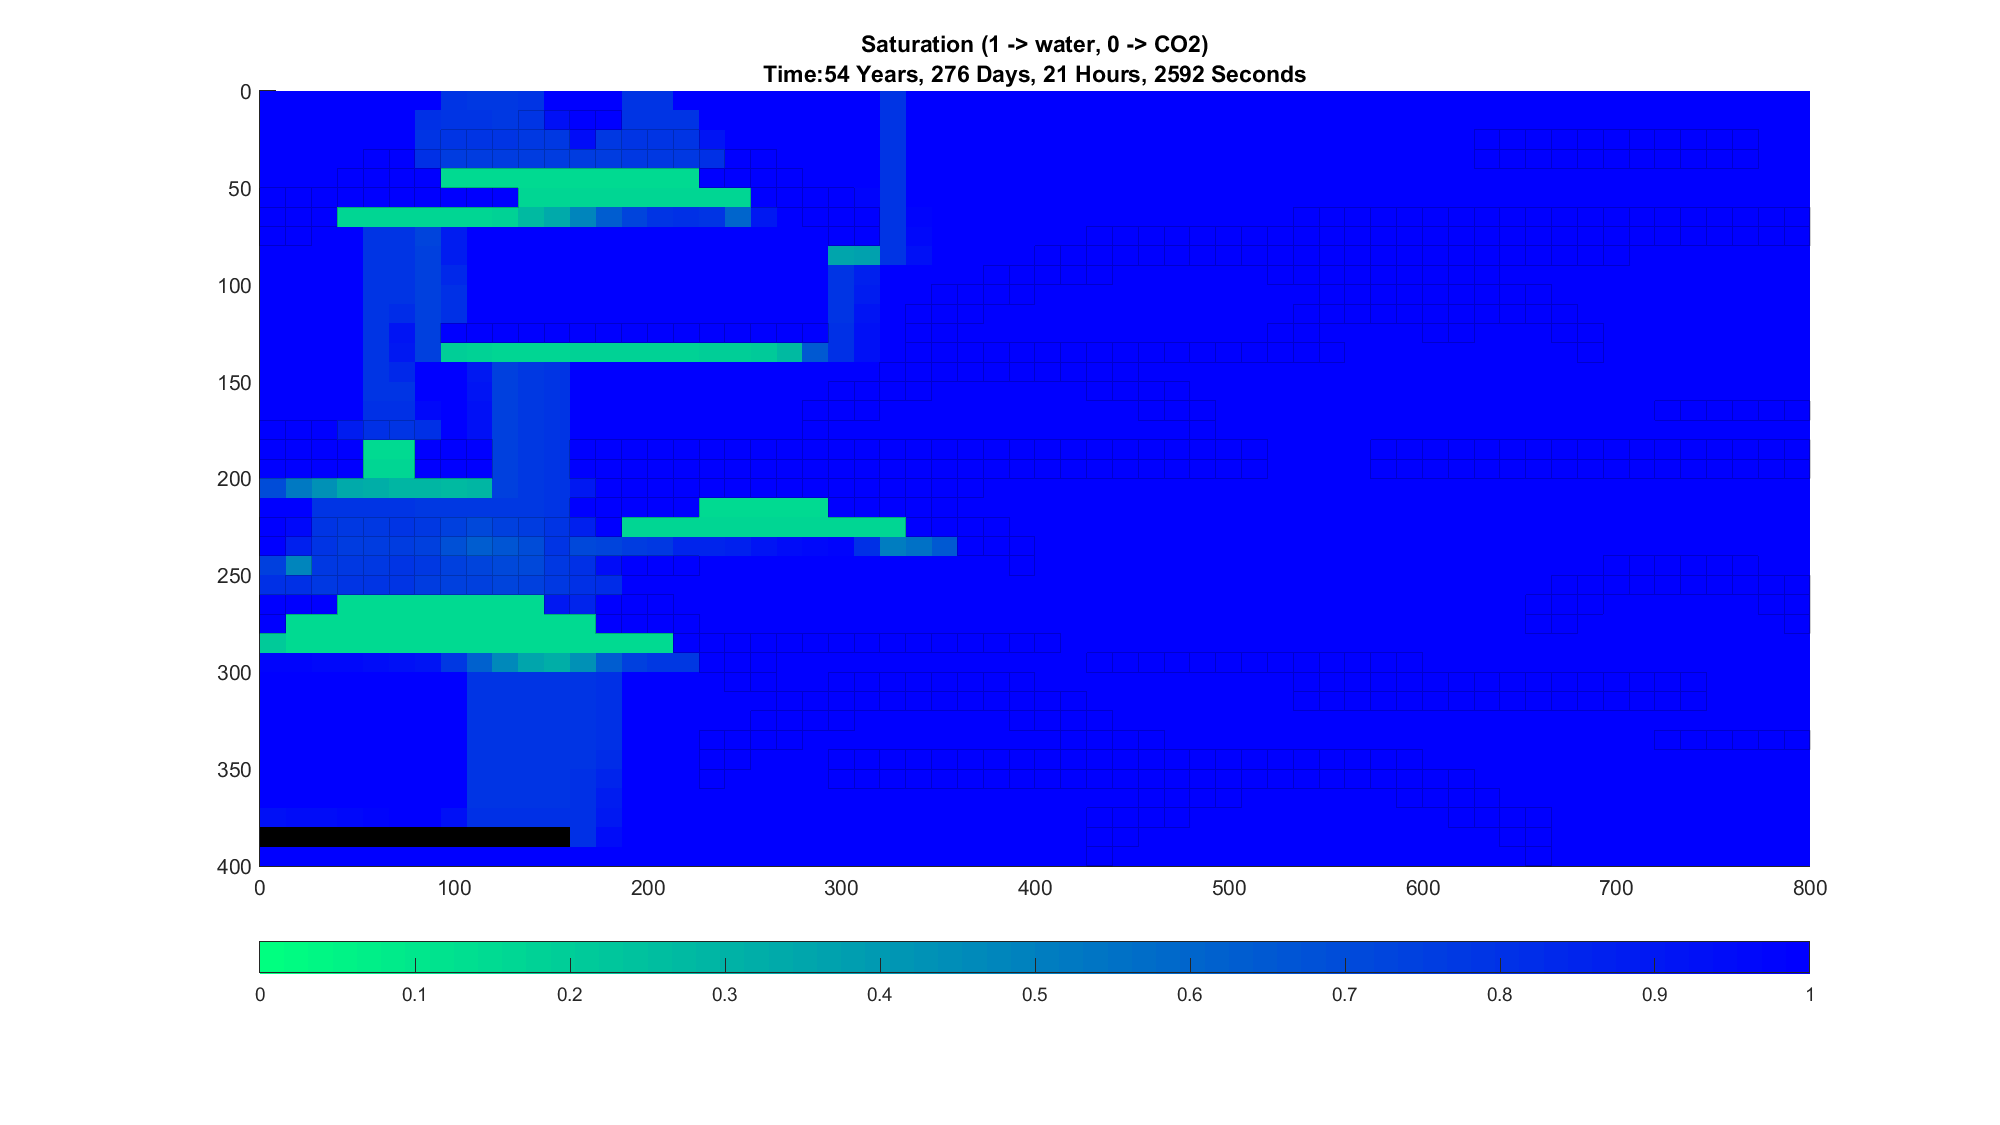 Saturation (1 -> water, 0 -> CO2)
Time:54 Years, 276 Days, 21 Hours, 2592 Seconds
0
50
100
150
200
250
300
350
400
0 100 200 300 400 500 600 700 800
0 0.1 0.2 0.3 0.4 0.5 0.6 0.7 0.8 0.9 1